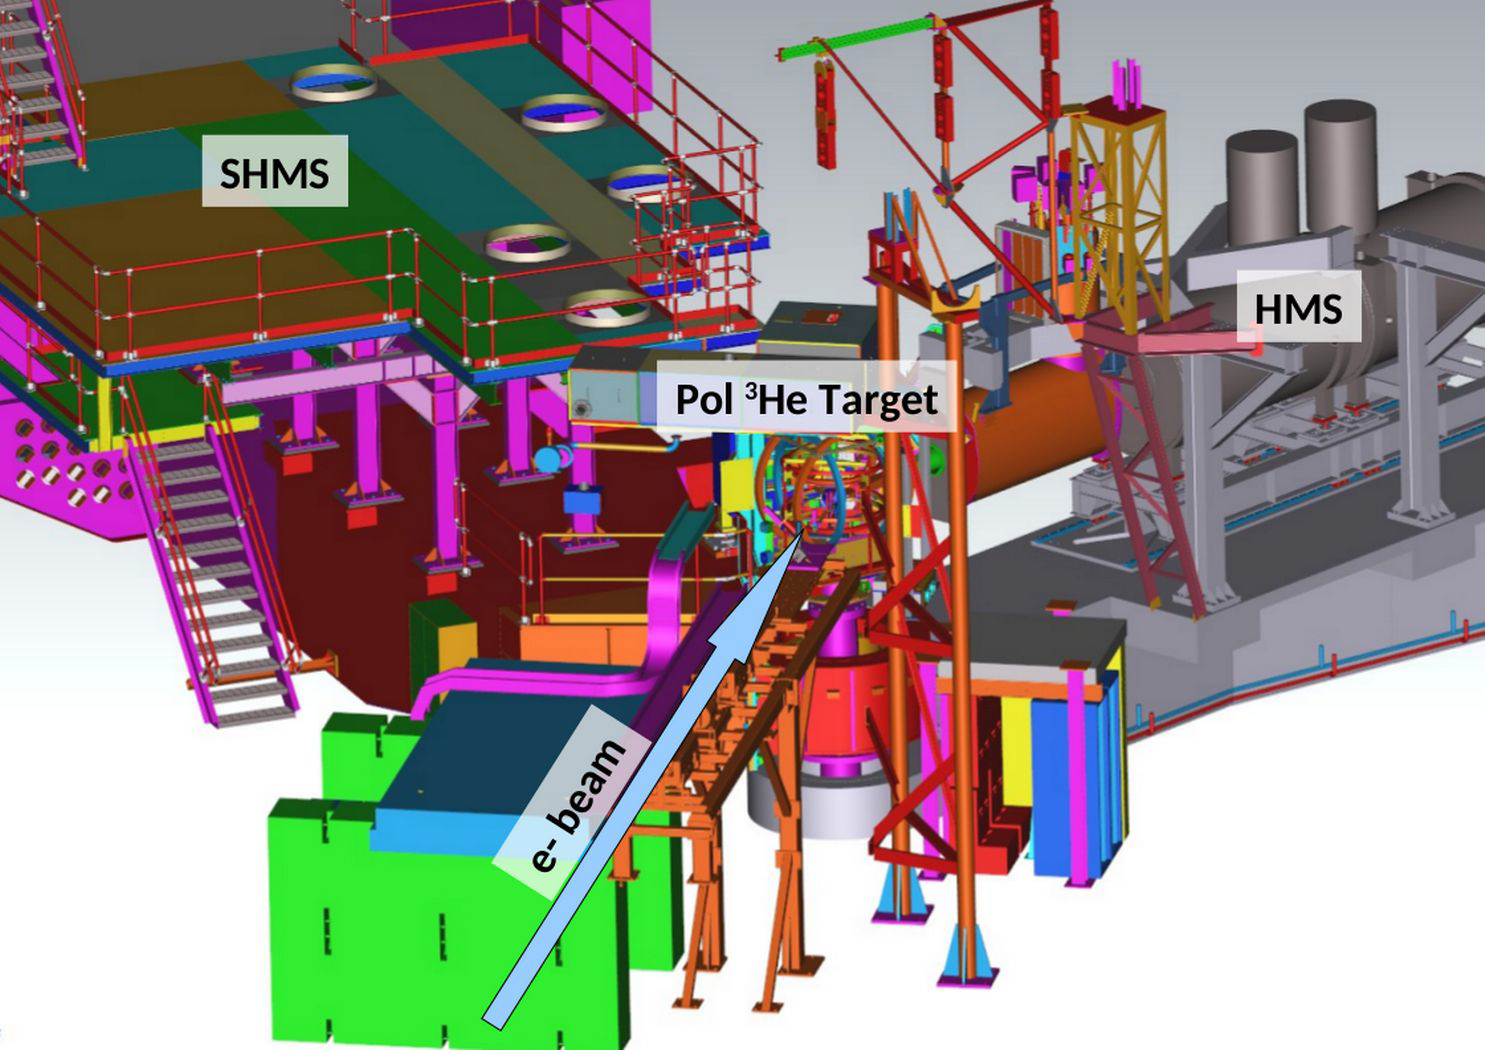 SHMS
HMS
Pol ³He Target
e- beam